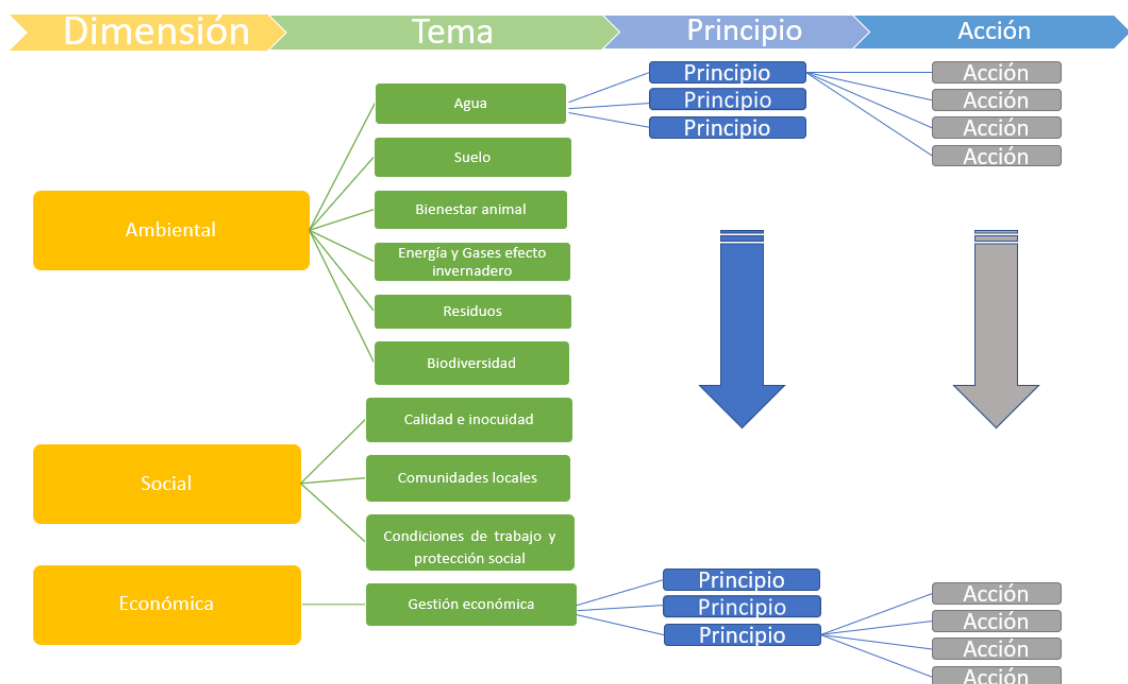 Dimensión
Tema
Principio
Acción
Ambiental
Agua
Suelo
Bienestar animal
Energía y Gases efecto
invernadero
Residuos
Biodiversidad
Principio
Principio
Principio
Acción
Acción
Acción
Acción
Social
Calidad e inocuidad
Comunidades locales
Condiciones de trabajo y
protección social
Económica
Gestión económica
Principio
Principio
Principio
Acción
Acción
Acción
Acción